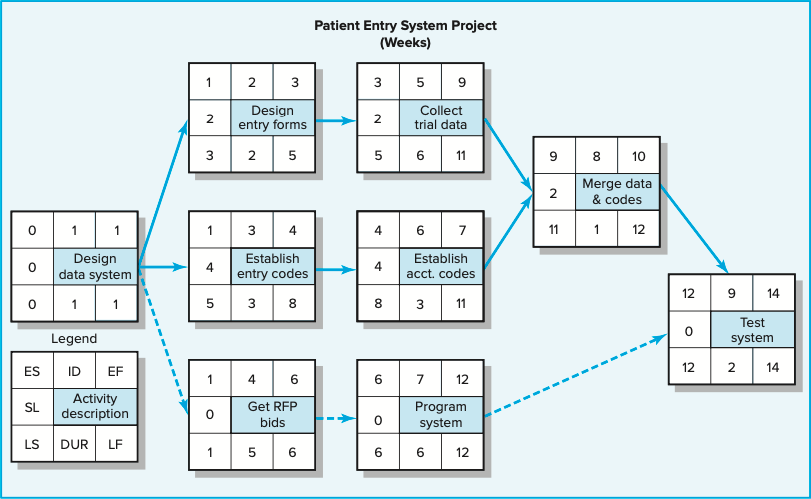 Patient Entry System Project
(Weeks)
1 2 3
2 Design
entry forms
3 2 5
3 5 9
2 Collect
trial data
5 6 11
9 8 10
2 Merge data
& codes
11 1 12
0 1 1
0 Design
data system
0 1 1
1 3 4
4 Establish
entry codes
5 3 8
4 6 7
4 Establish
acct. codes
8 3 11
12 9 14
0 Test
system
12 2 14
Legend
ES ID EF
SL Activity
description
LS DUR LF
1 4 6
0 Get RFP
bids
1 5 6
6 7 12
0 Program
system
6 6 12